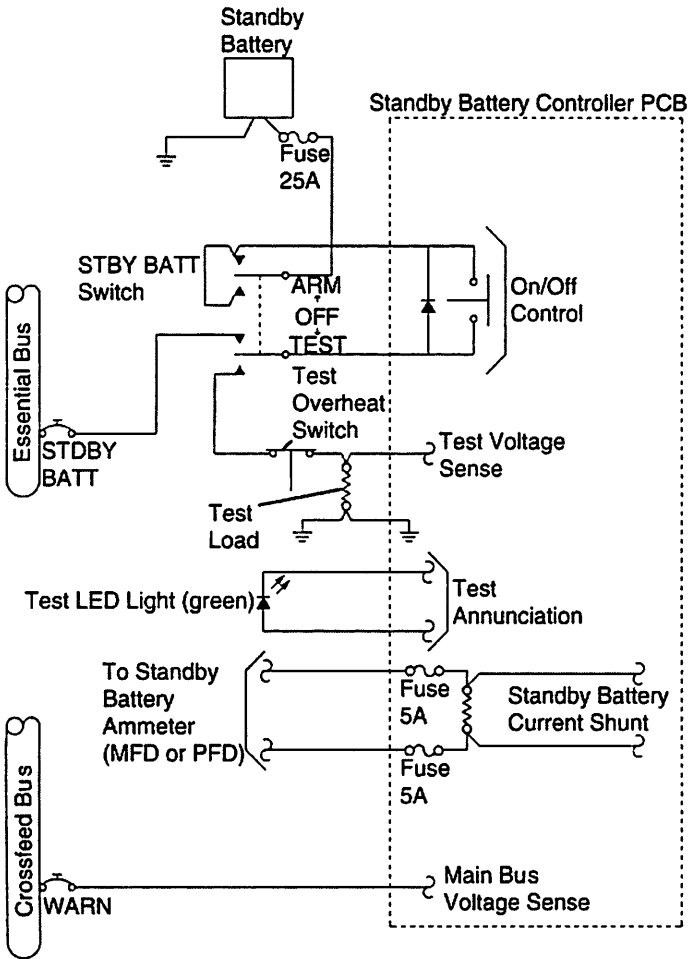 Standby
Battery
Standby Battery Controller PCB
Fuse
25A
STBY BATT
Switch
ARM
OFF
TEST
On/Off
Control
Essential Bus
STDBY
BATT
Test
Overheat
Switch
Test Voltage
Sense
Test
Load
Test LED Light (green)
Test
Annunciation
To Standby
Battery
Ammeter
(MFD or PFD)
Fuse
5A
Fuse
5A
Standby Battery
Current Shunt
Crossfeed Bus
WARN
Main Bus
Voltage Sense